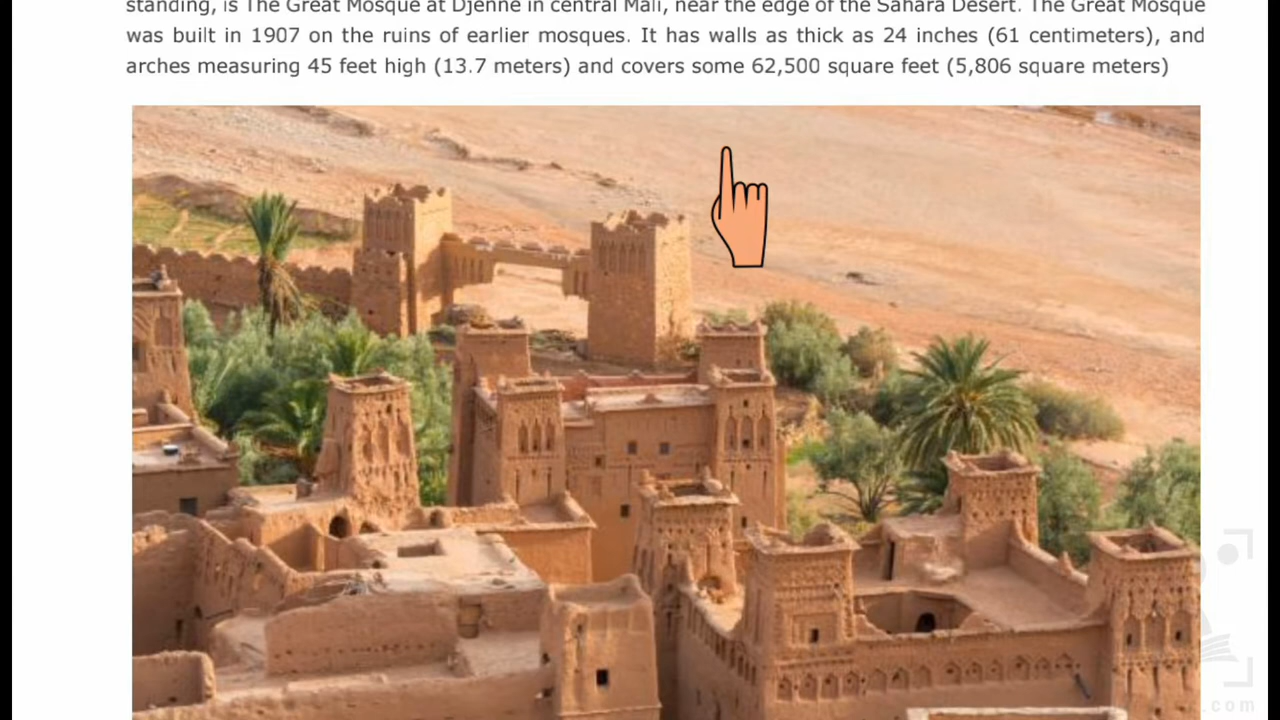 standing, is The Great Mosque at Djenne in central Mali, near the edge of the Sahara Desert. The Great Mosque
was built in 1907 on the ruins of earlier mosques. It has walls as thick as 24 inches (61 centimeters), and
arches measuring 45 feet high (13.7 meters) and covers some 62,500 square feet (5,806 square meters)
.com